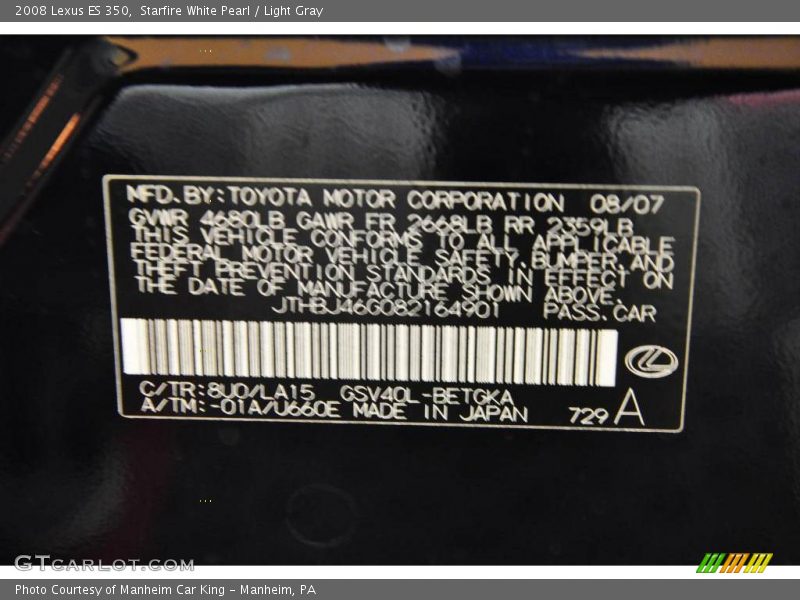 2008 Lexus ES 350,  Starfire White Pearl / Light Gray
MFD. BY: TOYOTA MOTOR CORPORATION 08/07
GVWR 4680LB GAWR FR 2668LB RR 2359LB
THIS VEHICLE CONFORMS TO ALL APPLICABLE
FEDERAL MOTOR VEHICLE SAFETY, BUMPER, AND
THEFT PREVENTION STANDARDS IN EFFECT ON
THE DATE OF MANUFACTURE SHOWN ABOVE.
JTHBJ46G082164901 PASS. CAR
C/TR: 8U0/LA15 GSV40L-BETGKA
A/TM: -01A/U660E MADE IN JAPAN 729 A
GTCARLOT.COM
Photo Courtesy of Manheim Car King - Manheim, PA